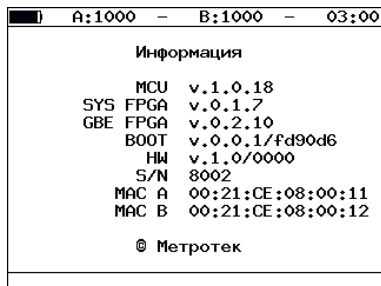 A:1000 – B:1000 – 03:00
Информация
MCU v.1.0.18
SYS FPGA v.0.1.7
GBE FPGA v.0.2.10
BOOT v.0.0.1/fd90d6
HW v.1.0/0000
S/N 8002
MAC A 00:21:CE:08:00:11
MAC B 00:21:CE:08:00:12
© Метротек